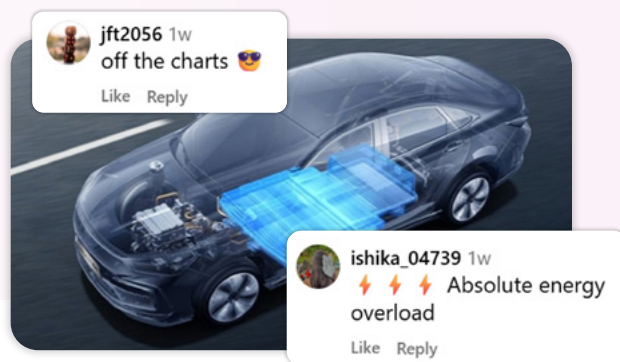 jft2056 1w
off the charts 😎
Like Reply
ishika_04739 1w
⚡ ⚡ ⚡ Absolute energy
overload
Like Reply